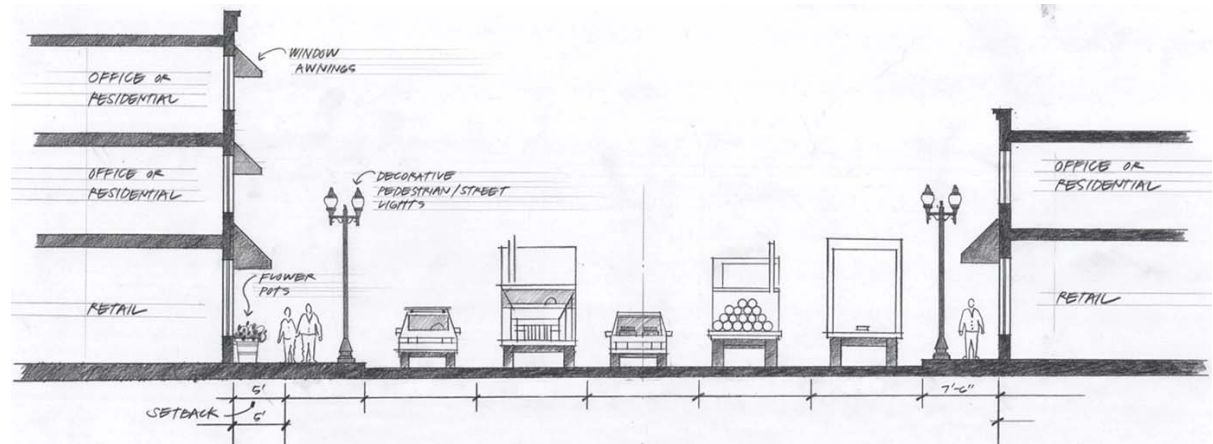 WINDOW
AWNINGS
OFFICE OR
RESIDENTIAL
OFFICE OR
RESIDENTIAL
DECORATIVE
PEDESTRIAN/STREET
LIGHTS
OFFICE OR
RESIDENTIAL
FLOWER
POTS
RETAIL
RETAIL
5'
7'-6"
SETBACK
5'